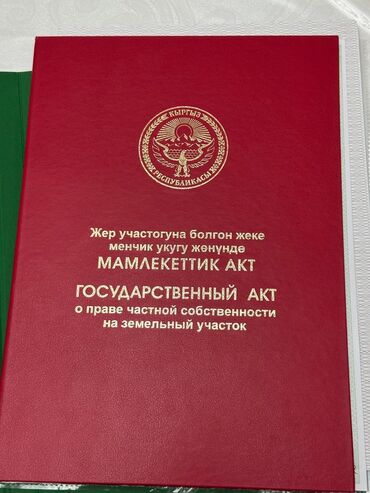 КЫРГЫЗ
РЕСПУБЛИКАСЫ
Жер участогуна болгон жеке
менчик укугу жөнүндө
МАМЛЕКЕТТИК АКТ
ГОСУДАРСТВЕННЫЙ АКТ
о праве частной собственности
на земельный участок